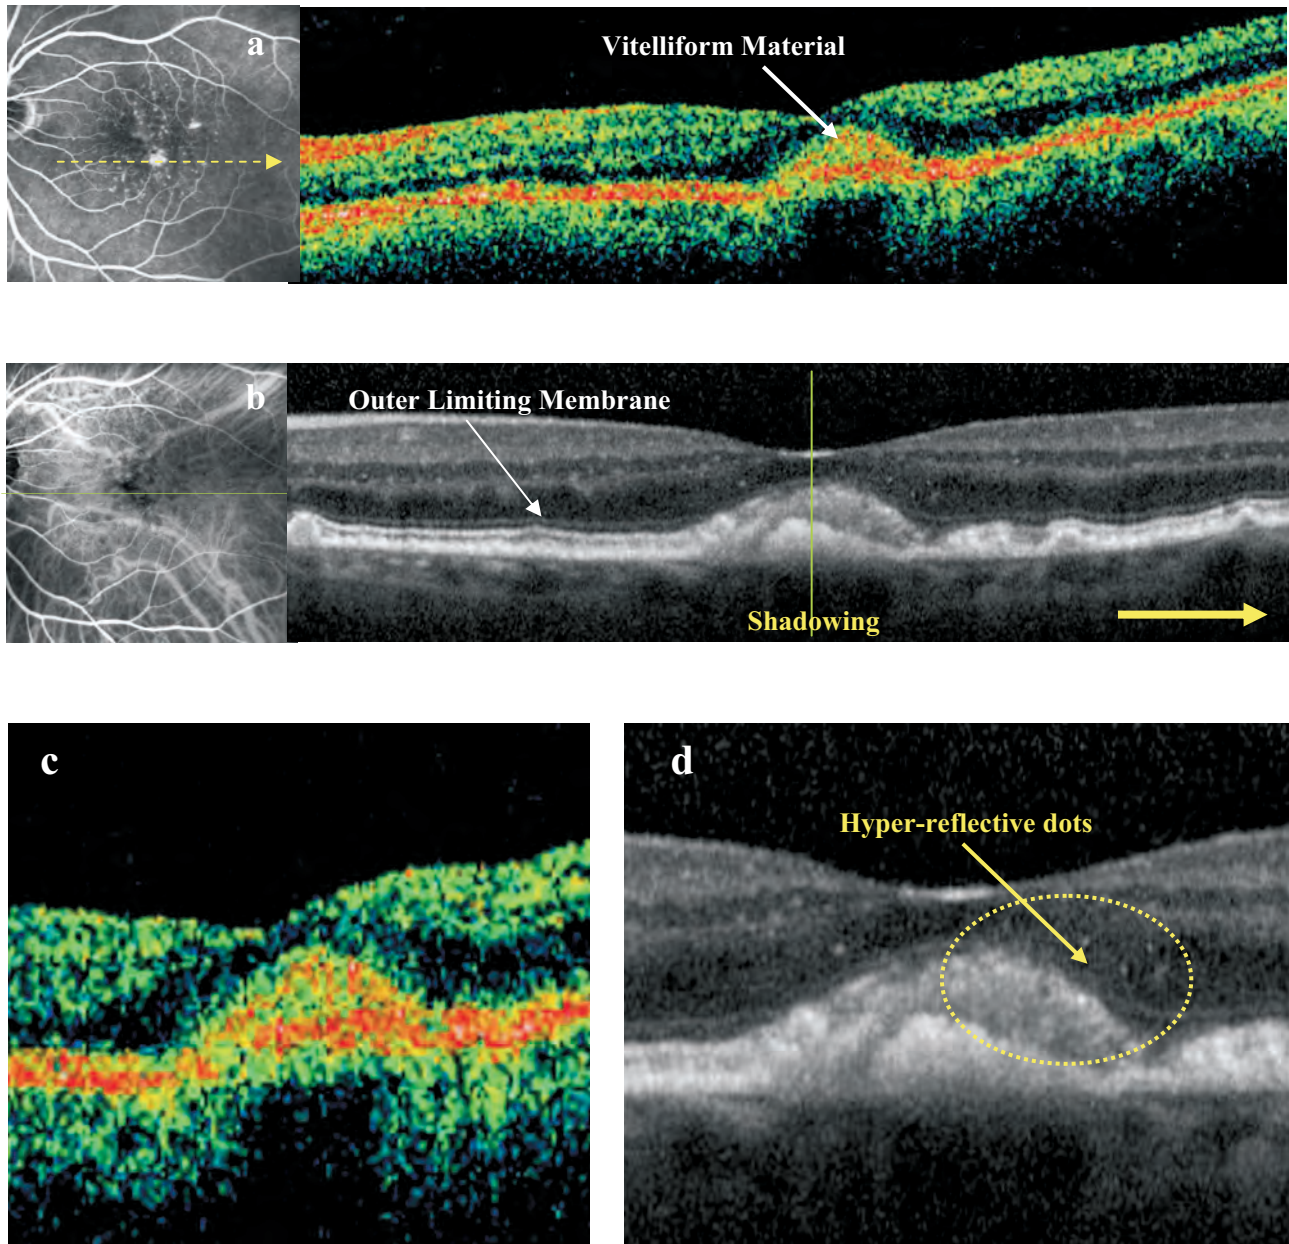 a
Vitelliform Material
b
Outer Limiting Membrane
Shadowing
c
d
Hyper-reflective dots